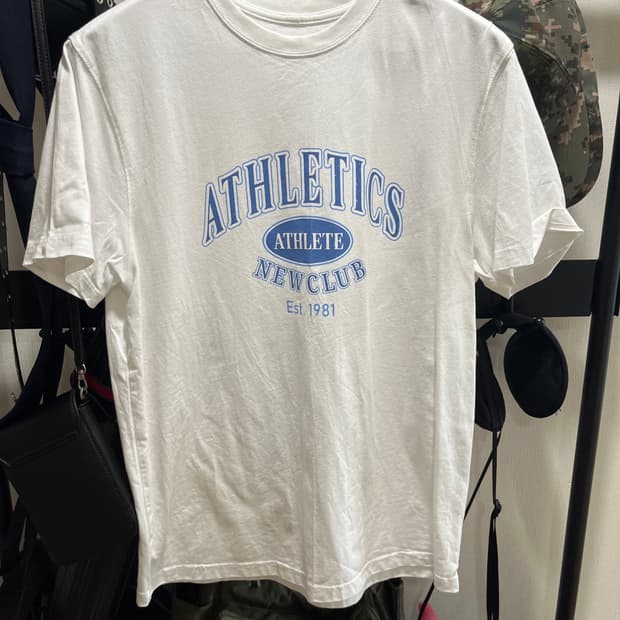 ATHLETICS
ATHLETE
NEW CLUB
Est. 1981